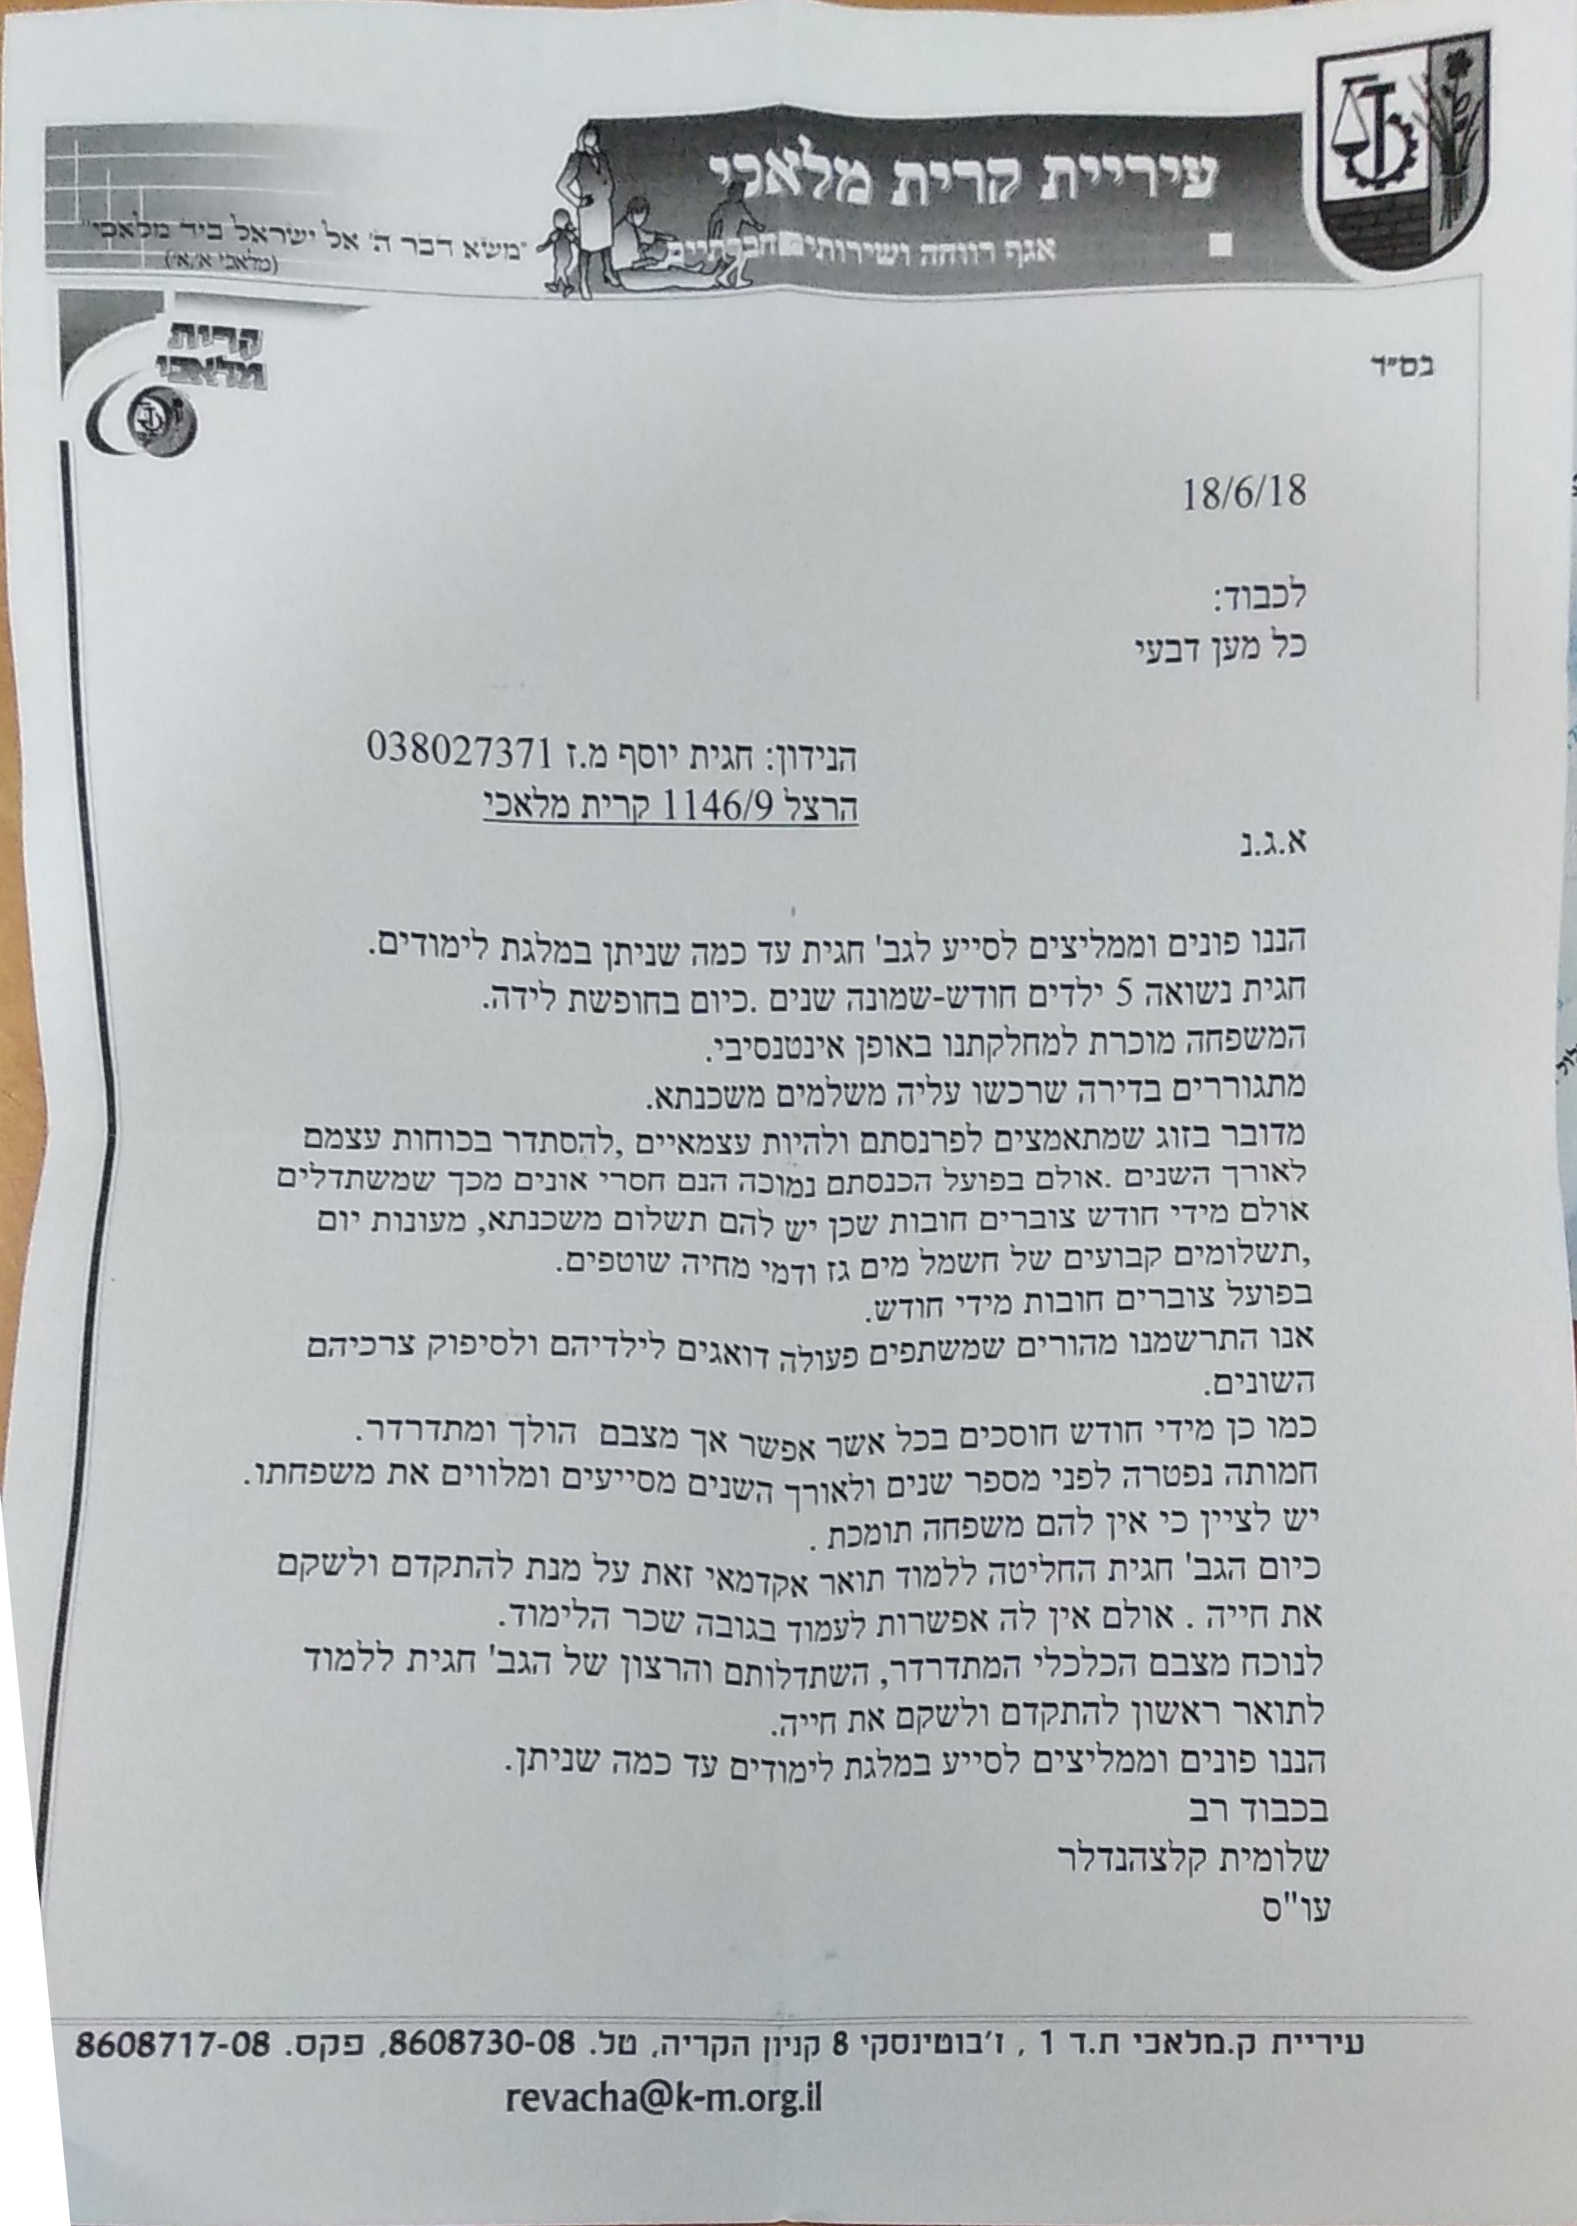 עיריית קרית מלאכי
אגף רווחה ושירותי חברתיים
"משא דבר ה' אל ישראל ביד מלאכי"
(מלאכי א',א')
קרית
מלאכי
בס"ד
18/6/18
לכבוד:
כל מען דבעי
הנידון: חגית יוסף מ.ז 038027371
הרצל 1146/9 קרית מלאכי
א.ג.נ
הננו פונים וממליצים לסייע לגב' חגית עד כמה שניתן במלגת לימודים.
חגית נשואה 5 ילדים חודש-שמונה שנים .כיום בחופשת לידה.
המשפחה מוכרת למחלקתנו באופן אינטנסיבי.
מתגוררים בדירה שרכשו עליה משלמים משכנתא.
מדובר בזוג שמתאמצים לפרנסתם ולהיות עצמאיים ,להסתדר בכוחות עצמם
לאורך השנים .אולם בפועל הכנסתם נמוכה הנם חסרי אונים מכך שמשתדלים
אולם מידי חודש צוברים חובות שכן יש להם תשלום משכנתא, מעונות יום
,תשלומים קבועים של חשמל מים גז ודמי מחיה שוטפים.
בפועל צוברים חובות מידי חודש.
אנו התרשמנו מהורים שמשתפים פעולה דואגים לילדיהם ולסיפוק צרכיהם
השונים.
כמו כן מידי חודש חוסכים בכל אשר אפשר אך מצבם הולך ומתדרדר.
חמותה נפטרה לפני מספר שנים ולאורך השנים מסייעים ומלווים את משפחתו.
יש לציין כי אין להם משפחה תומכת .
כיום הגב' חגית החליטה ללמוד תואר אקדמאי זאת על מנת להתקדם ולשקם
את חייה . אולם אין לה אפשרות לעמוד בגובה שכר הלימוד.
לנוכח מצבם הכלכלי המתדרדר, השתדלותם והרצון של הגב' חגית ללמוד
לתואר ראשון להתקדם ולשקם את חייה.
הננו פונים וממליצים לסייע במלגת לימודים עד כמה שניתן.
בכבוד רב
שלומית קלצהנדלר
עו"ס
עיריית ק.מלאכי ת.ד 1 , ז'בוטינסקי 8 קניון הקריה, טל. 8608730-08, פקס. 8608717-08
revacha@k-m.org.il